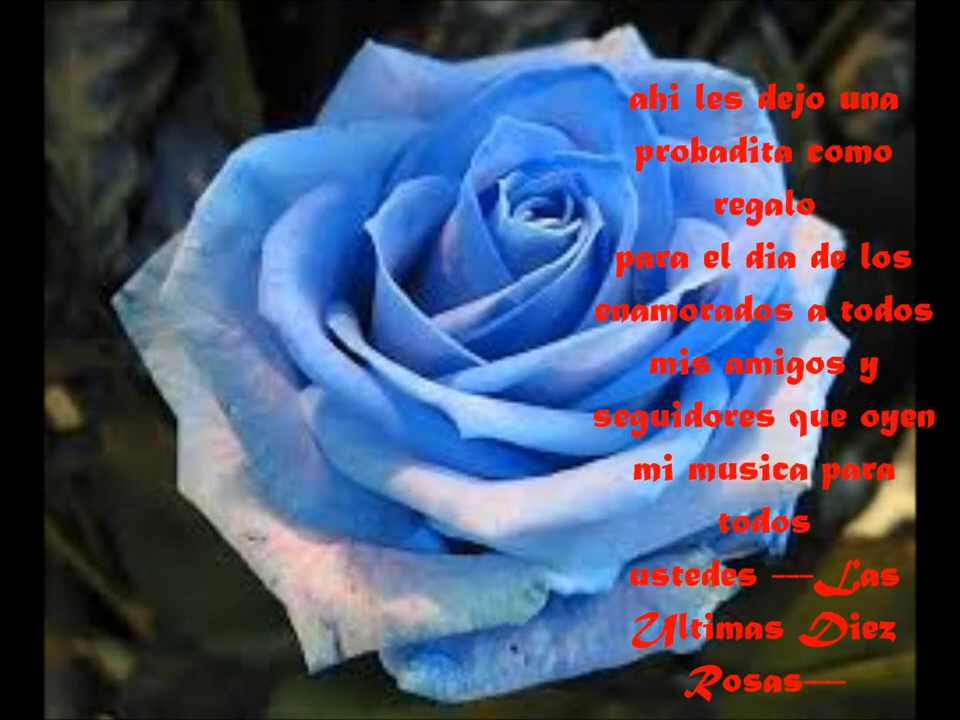 ahi les dejo una
probadita como
regalo
para el dia de los
enamorados a todos
mis amigos y
seguidores que oyen
mi musica para
todos
ustedes ---Las
Ultimas Diez
Rosas---